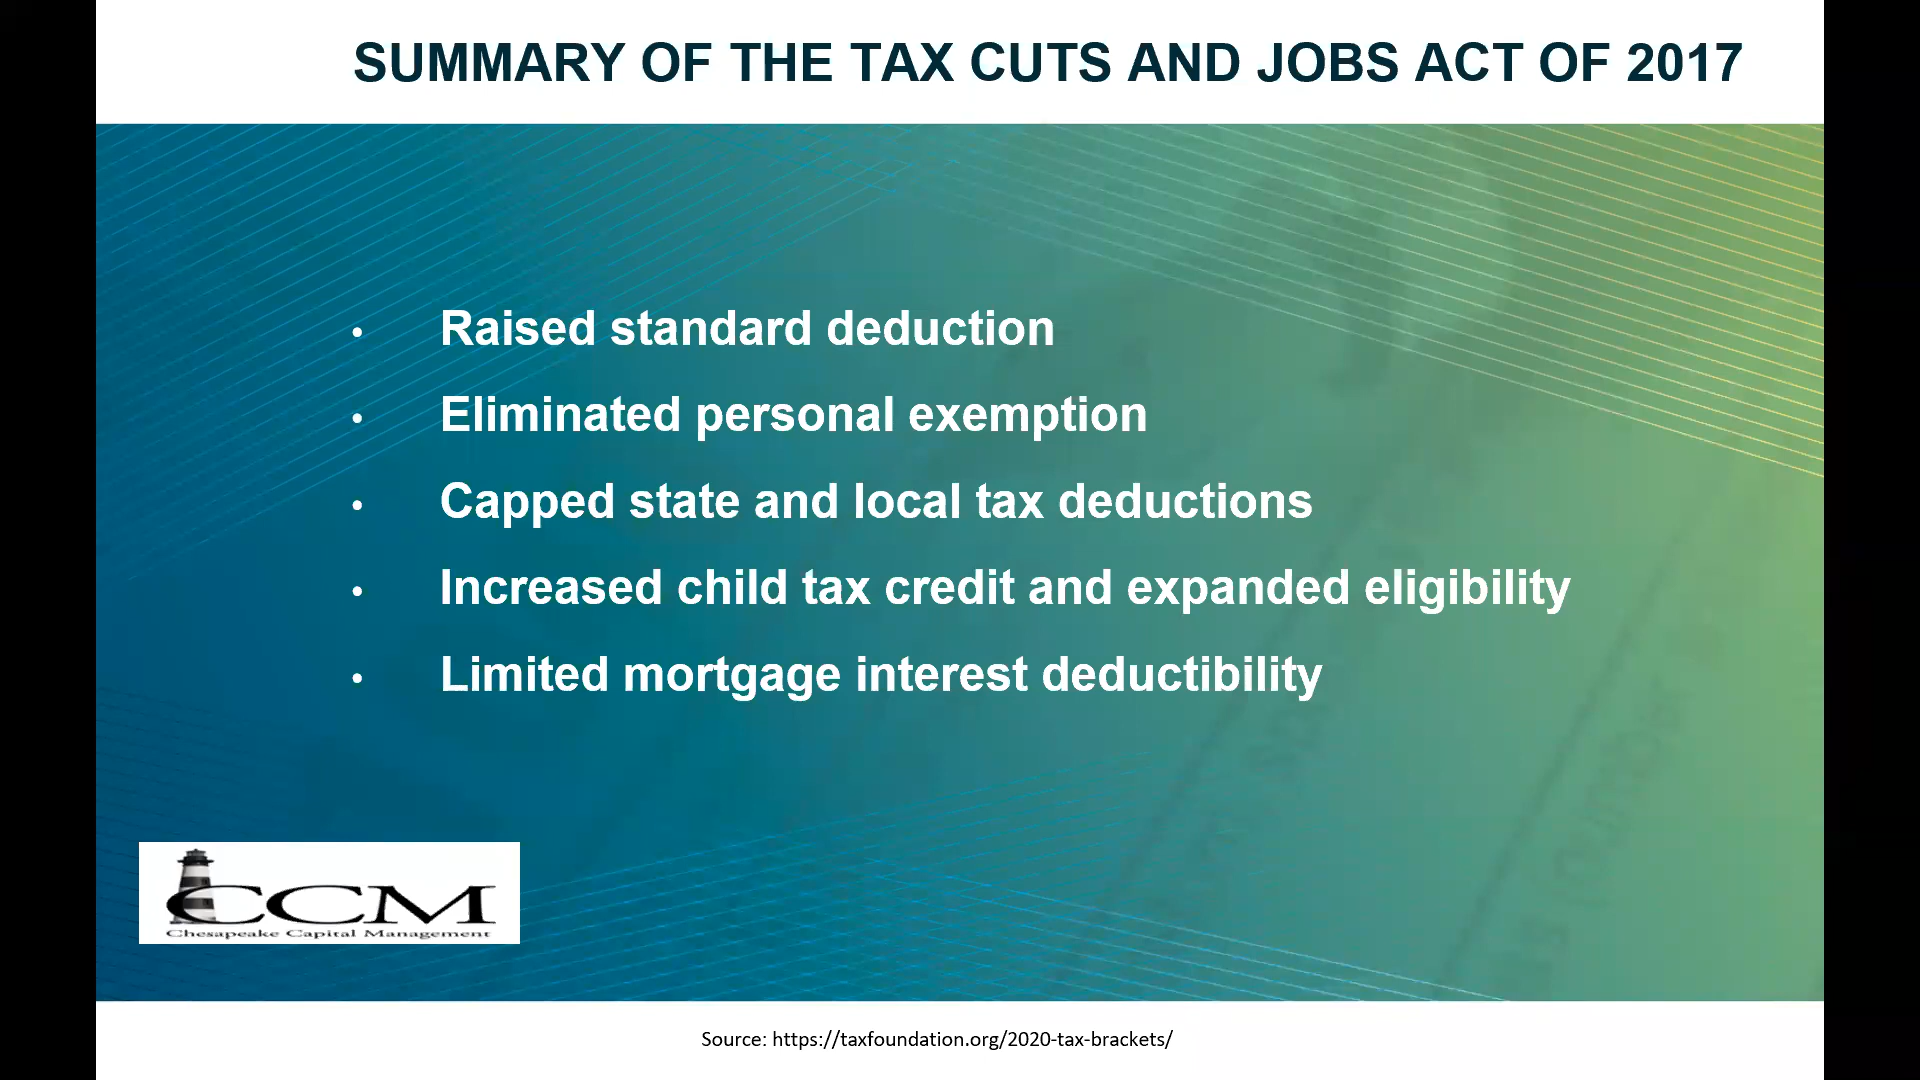 SUMMARY OF THE TAX CUTS AND JOBS ACT OF 2017
• Raised standard deduction
• Eliminated personal exemption
• Capped state and local tax deductions
• Increased child tax credit and expanded eligibility
• Limited mortgage interest deductibility
CCM
Chesapeake Capital Management
Source: https://taxfoundation.org/2020-tax-brackets/